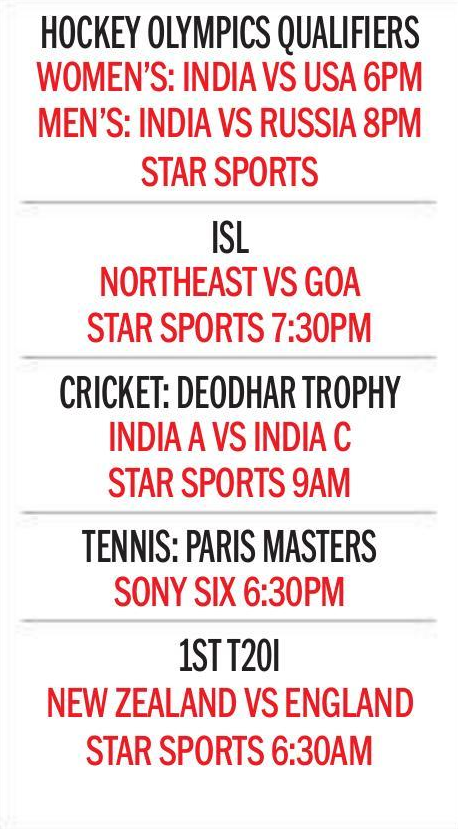 HOCKEY OLYMPICS QUALIFIERS
WOMEN'S: INDIA VS USA 6PM
MEN'S: INDIA VS RUSSIA 8PM
STAR SPORTS
ISL
NORTHEAST VS GOA
STAR SPORTS 7:30PM
CRICKET: DEODHAR TROPHY
INDIA A VS INDIA C
STAR SPORTS 9AM
TENNIS: PARIS MASTERS
SONY SIX 6:30PM
1ST T20I
NEW ZEALAND VS ENGLAND
STAR SPORTS 6:30AM